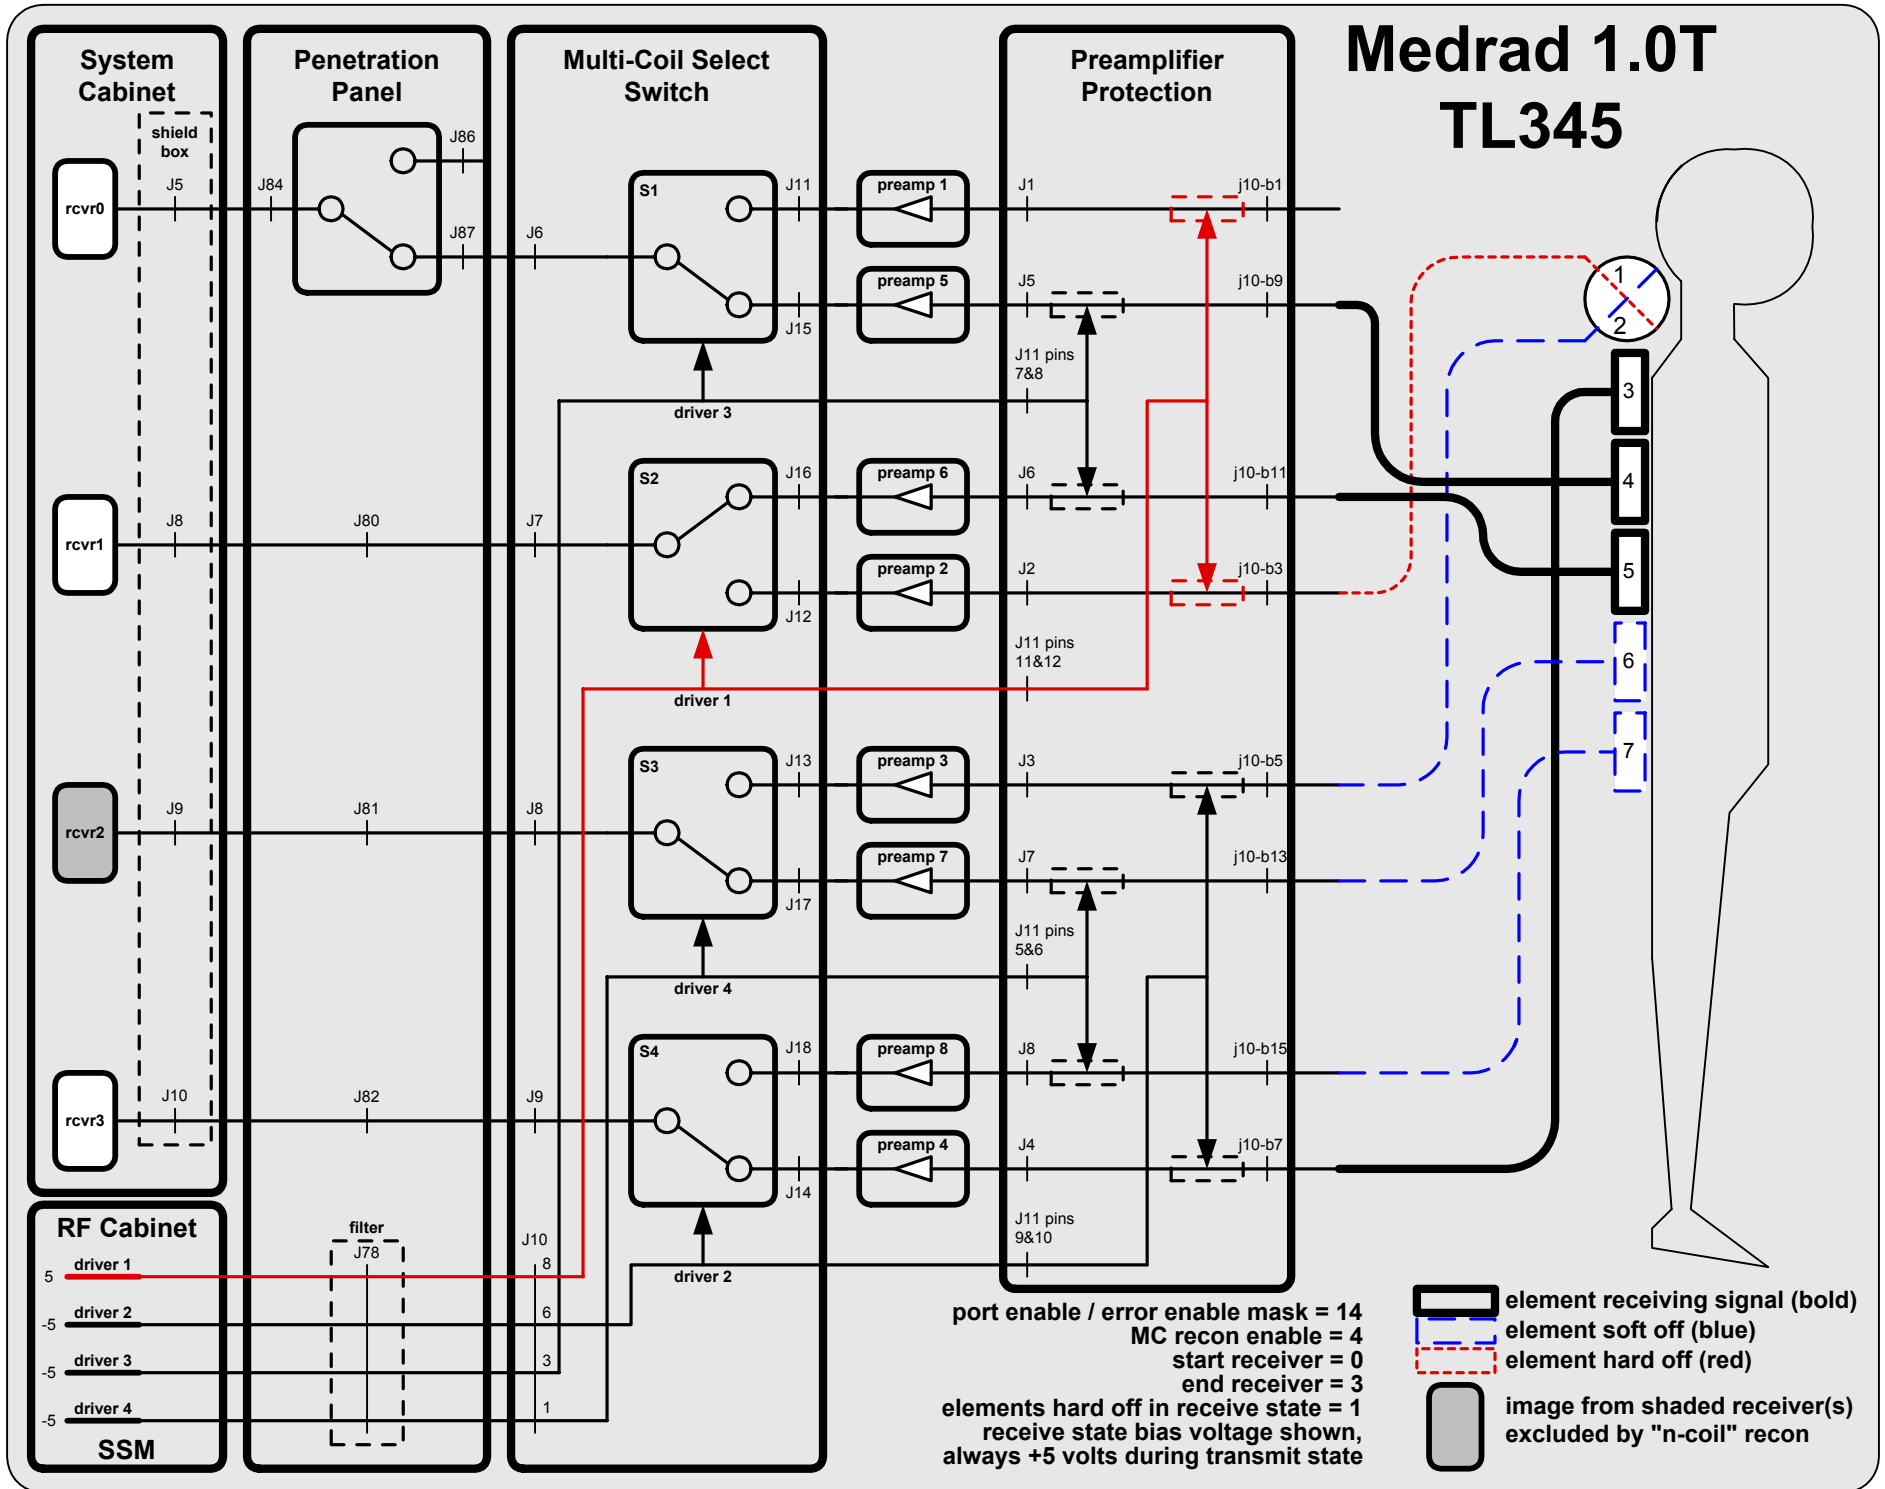 Medrad 1.0T
TL345
System
Cabinet
Penetration
Panel
Multi-Coil Select
Switch
Preamplifier
Protection
shield
box
rcvr0
J5
J84
J86
J87
J6
S1
J11
J15
preamp 1
preamp 5
J1
J5
j10-b1
j10-b9
J11 pins
7&8
driver 3
1
2
3
4
5
6
7
rcvr1
J8
J80
J7
S2
J16
J12
preamp 6
preamp 2
J6
J2
j10-b11
j10-b3
J11 pins
11&12
driver 1
rcvr2
J9
J81
J8
S3
J13
J17
preamp 3
preamp 7
J3
J7
j10-b5
j10-b13
J11 pins
5&6
driver 4
rcvr3
J10
J82
J9
S4
J18
J14
preamp 8
preamp 4
J8
J4
j10-b15
j10-b7
J11 pins
9&10
driver 2
RF Cabinet
5 driver 1
-5 driver 2
-5 driver 3
-5 driver 4
SSM
filter
J78
J10
8
6
3
1
port enable / error enable mask = 14
MC recon enable = 4
start receiver = 0
end receiver = 3
elements hard off in receive state = 1
receive state bias voltage shown,
always +5 volts during transmit state
element receiving signal (bold)
element soft off (blue)
element hard off (red)
image from shaded receiver(s)
excluded by "n-coil" recon